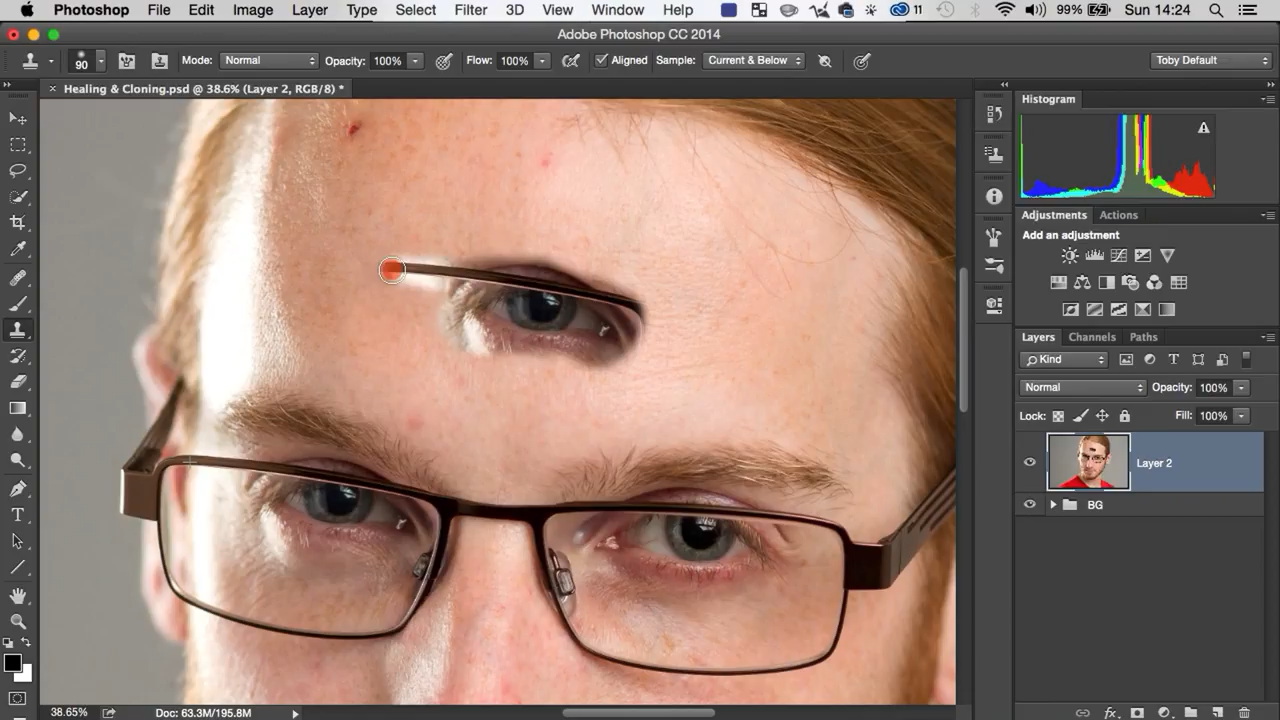 Photoshop File Edit Image Layer Type Select Filter 3D View Window Help 11 99% Sun 14:24
Adobe Photoshop CC 2014
90 Mode: Normal Opacity: 100% Flow: 100% Aligned Sample: Current & Below Toby Default
Healing & Cloning.psd @ 38.6% (Layer 2, RGB/8) *
Histogram
Adjustments Actions
Add an adjustment
Layers Channels Paths
Kind
Normal Opacity: 100%
Lock: Fill: 100%
Layer 2
BG
38.65% Doc: 63.3M/195.8M